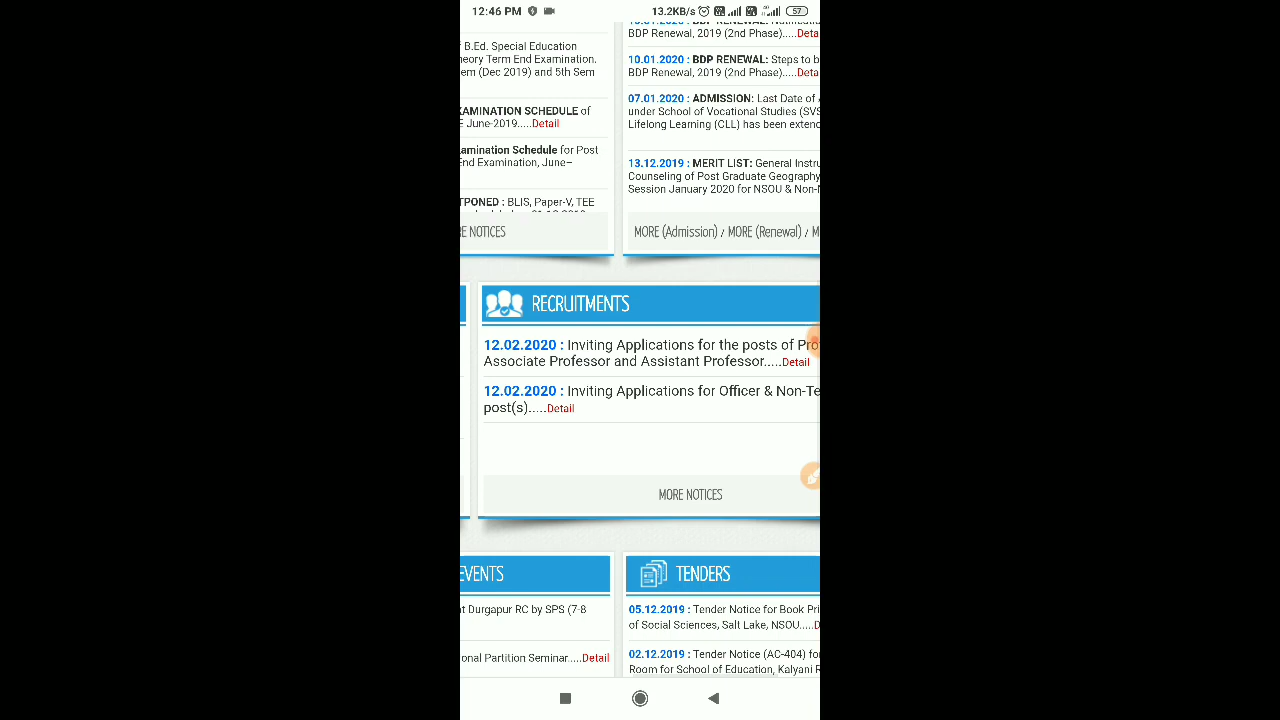 12:46 PM
13.2KB/s
57
BDP RENEWAL:
f B.Ed. Special Education
heory Term End Examination.
em (Dec 2019) and 5th Sem
XAMINATION SCHEDULE of
E June-2019.....Detail
amination Schedule for Post
End Examination, June–
TPONED : BLIS, Paper-V, TEE
RE NOTICES
BDP Renewal, 2019 (2nd Phase).....Deta
10.01.2020 : BDP RENEWAL: Steps to b
BDP Renewal, 2019 (2nd Phase).....Deta
07.01.2020 : ADMISSION: Last Date of
under School of Vocational Studies (SVS
Lifelong Learning (CLL) has been extend
13.12.2019 : MERIT LIST: General Instru
Counseling of Post Graduate Geography
Session January 2020 for NSOU & Non-N
MORE (Admission) / MORE (Renewal) / M
RECRUITMENTS
12.02.2020 : Inviting Applications for the posts of Pro
Associate Professor and Assistant Professor.....Detail
12.02.2020 : Inviting Applications for Officer & Non-Te
post(s).....Detail
MORE NOTICES
EVENTS
at Durgapur RC by SPS (7-8
onal Partition Seminar.....Detail
TENDERS
05.12.2019 : Tender Notice for Book Pri
of Social Sciences, Salt Lake, NSOU.....D
02.12.2019 : Tender Notice (AC-404) fo
Room for School of Education, Kalyani R